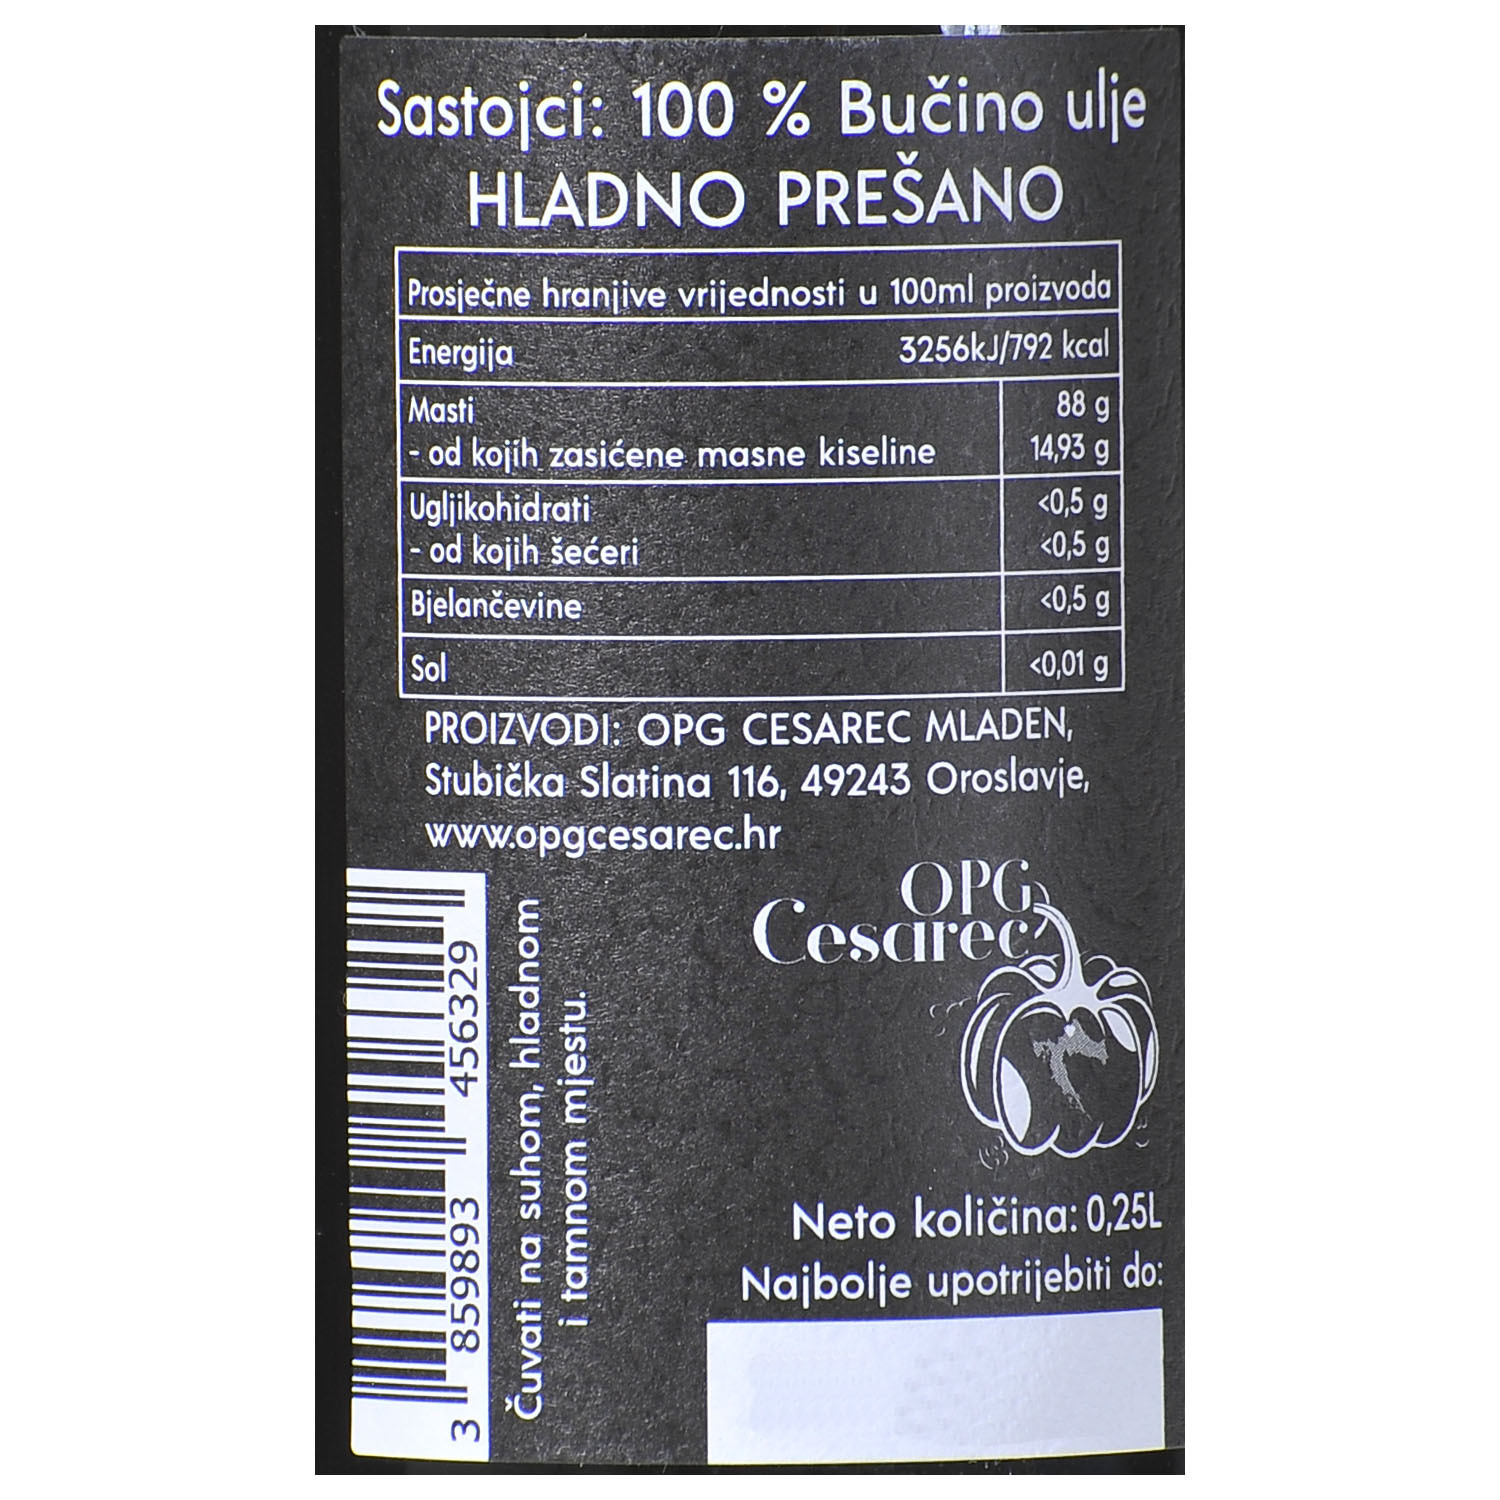 Sastojci: 100 % Bučino ulje
HLADNO PREŠANO
Prosječne hranjive vrijednosti u 100ml proizvoda
Energija 3256kJ/792 kcal
Masti 88 g
- od kojih zasićene masne kiseline 14,93 g
Ugljikohidrati <0,5 g
- od kojih šećeri <0,5 g
Bjelančevine <0,5 g
Sol <0,01 g
PROIZVODI: OPG CESAREC MLADEN,
Stubička Slatina 116, 49243 Oroslavje,
www.opgcesarec.hr
3 859893 456329
Čuvati na suhom, hladnom
i tamnom mjestu.
OPG
Cesarec
Neto količina: 0,25L
Najbolje upotrijebiti do: